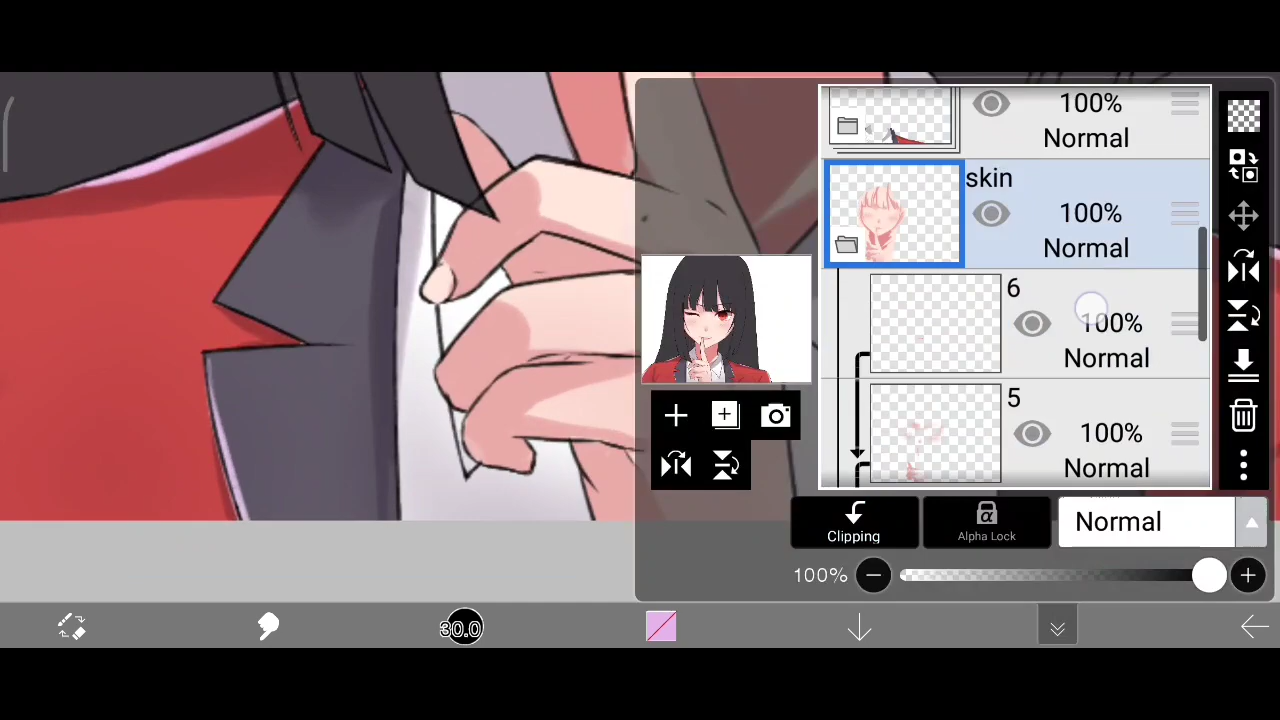 100%
Normal
skin
100%
Normal
6
100%
Normal
5
100%
Normal
Clipping
α
Alpha Lock
Normal
100%
30.0